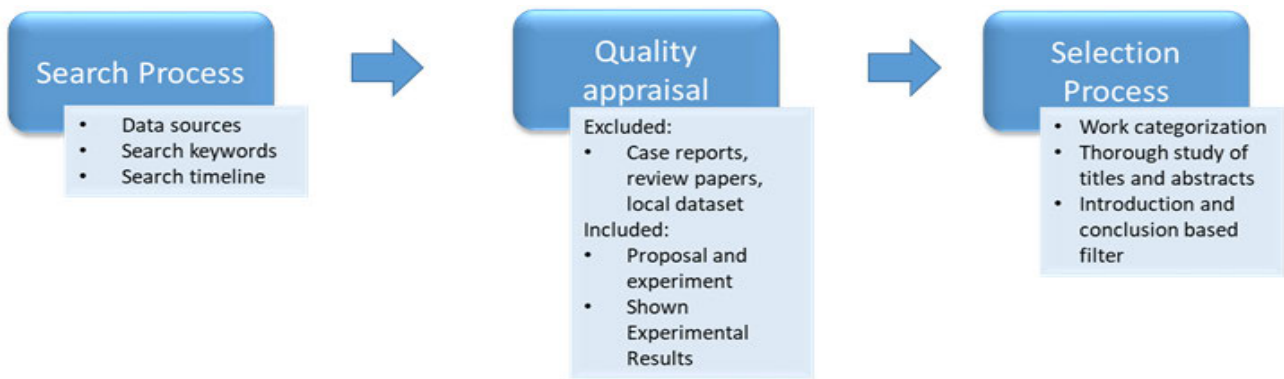 Search Process
• Data sources
• Search keywords
• Search timeline
Quality
appraisal
Excluded:
• Case reports,
review papers,
local dataset
Included:
• Proposal and
experiment
• Shown
Experimental
Results
Selection
Process
• Work categorization
• Thorough study of
titles and abstracts
• Introduction and
conclusion based
filter